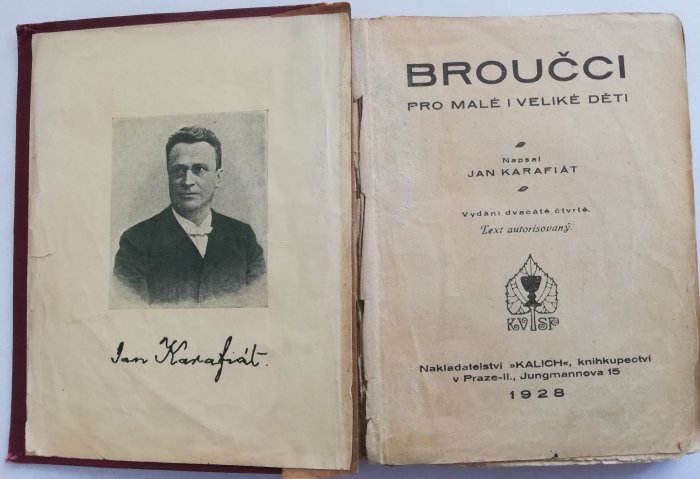 Jan Karafiát.
BROUČCI
PRO MALÉ I VELIKÉ DĚTI
Napsal
JAN KARAFIÁT
Vydání dvacáté čtvrté.
Text autorisovaný.
KV SP
Nakladatelství »KALICH«, knihkupectví
v Praze-II., Jungmannova 15
1928